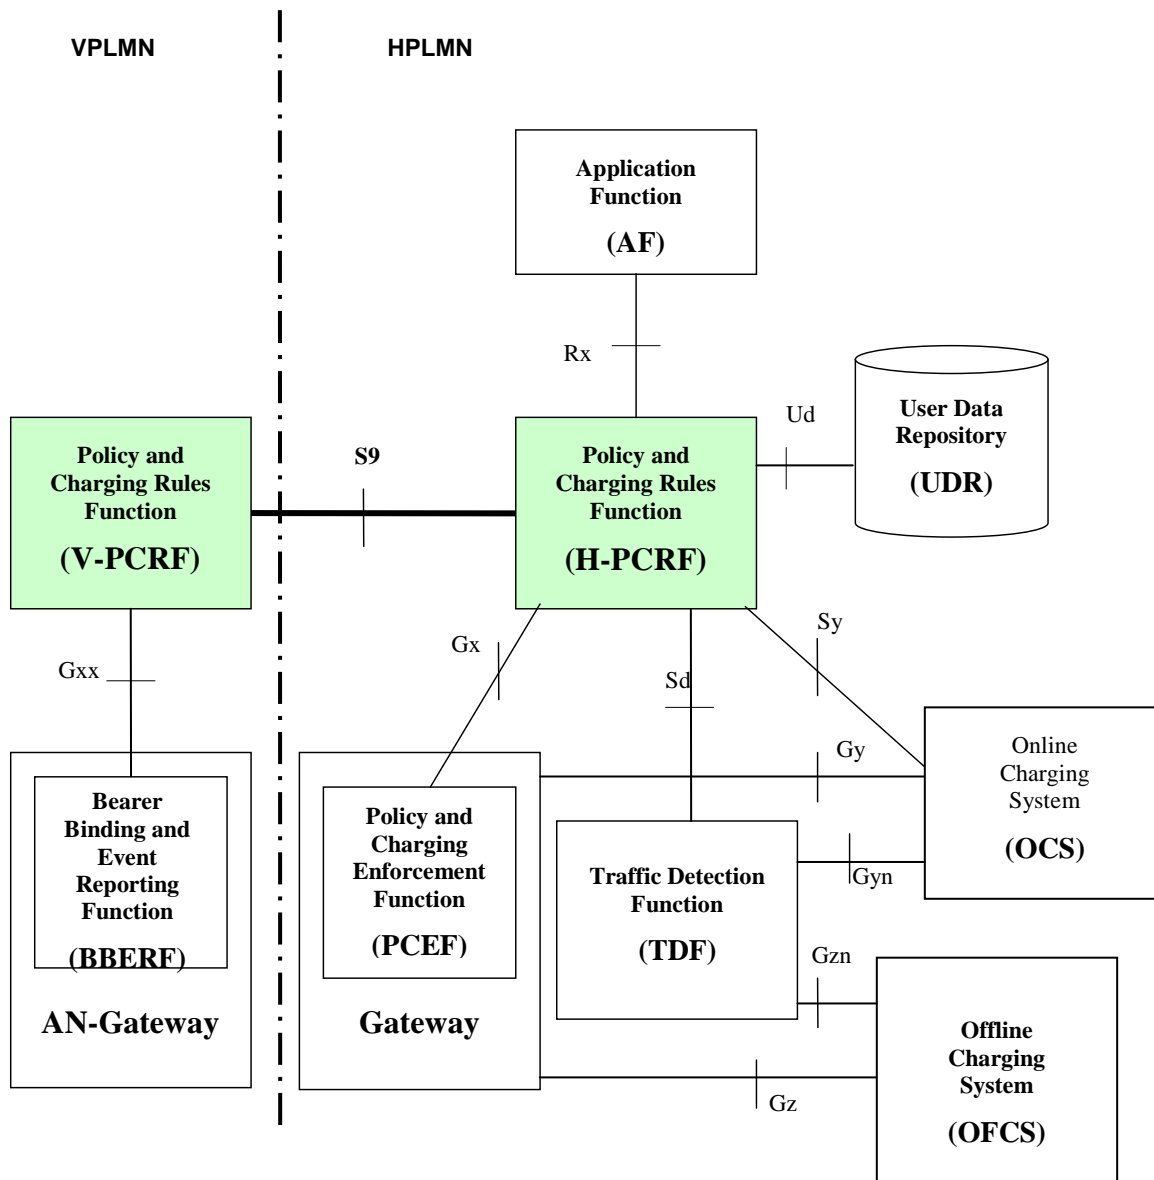 VPLMN
HPLMN
Application
Function
(AF)
Rx
User Data
Repository
(UDR)
Ud
Policy and
Charging Rules
Function
(V-PCRF)
S9
Policy and
Charging Rules
Function
(H-PCRF)
Gxx
Gx
Sd
Sy
Gy
Online
Charging
System
(OCS)
Bearer
Binding and
Event
Reporting
Function
(BBERF)
AN-Gateway
Policy and
Charging
Enforcement
Function
(PCEF)
Gateway
Traffic Detection
Function
(TDF)
Gyn
Gzn
Gz
Offline
Charging
System
(OFCS)